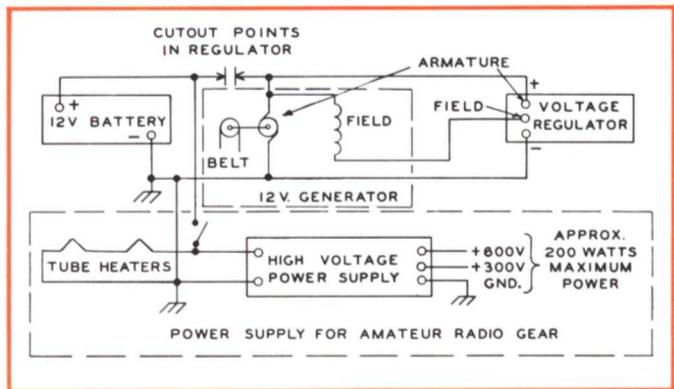 CUTOUT POINTS
IN REGULATOR
ARMATURE
+
+
12V BATTERY
−
FIELD
BELT
FIELD
VOLTAGE
REGULATOR
−
12V. GENERATOR
TUBE HEATERS
HIGH VOLTAGE
POWER SUPPLY
+600V
+300V
GND.
APPROX.
200 WATTS
MAXIMUM
POWER
POWER SUPPLY FOR AMATEUR RADIO GEAR